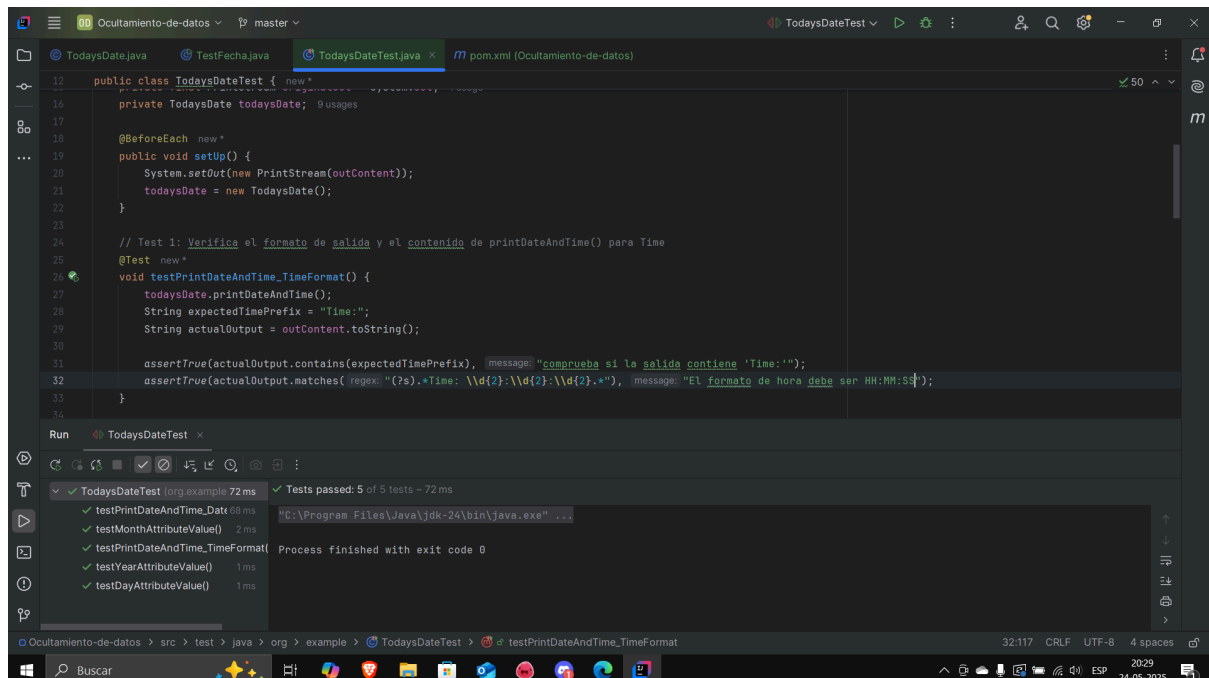 OD Ocultamiento-de-datos master TodaysDateTest
TodaysDate.java TestFecha.java TodaysDateTest.java × m pom.xml (Ocultamiento-de-datos)
12 public class TodaysDateTest { new *
50
16 private TodaysDate todaysDate; 9 usages
17
18 @BeforeEach new *
19 public void setUp() {
20 System.setOut(new PrintStream(outContent));
21 todaysDate = new TodaysDate();
22 }
23
24 // Test 1: Verifica el formato de salida y el contenido de printDateAndTime() para Time
25 @Test new *
26 void testPrintDateAndTime_TimeFormat() {
27 todaysDate.printDateAndTime();
28 String expectedTimePrefix = "Time:";
29 String actualOutput = outContent.toString();
30
31 assertTrue(actualOutput.contains(expectedTimePrefix), message: "comprueba si la salida contiene 'Time:'");
32 assertTrue(actualOutput.matches( regex: "(?s).*Time: \\d{2}:\\d{2}:\\d{2}.*"), message: "El formato de hora debe ser HH:MM:SS");
33 }
34
Run TodaysDateTest ×
TodaysDateTest (org.example 72 ms
Tests passed: 5 of 5 tests – 72 ms
testPrintDateAndTime_Date 68 ms
"C:\Program Files\Java\jdk-24\bin\java.exe" ...
testMonthAttributeValue() 2 ms
testPrintDateAndTime_TimeFormat(
Process finished with exit code 0
testYearAttributeValue() 1 ms
testDayAttributeValue() 1 ms
Ocultamiento-de-datos > src > test > java > org > example > TodaysDateTest > testPrintDateAndTime_TimeFormat 32:117 CRLF UTF-8 4 spaces
Buscar ESP 20:29
24-05-2025